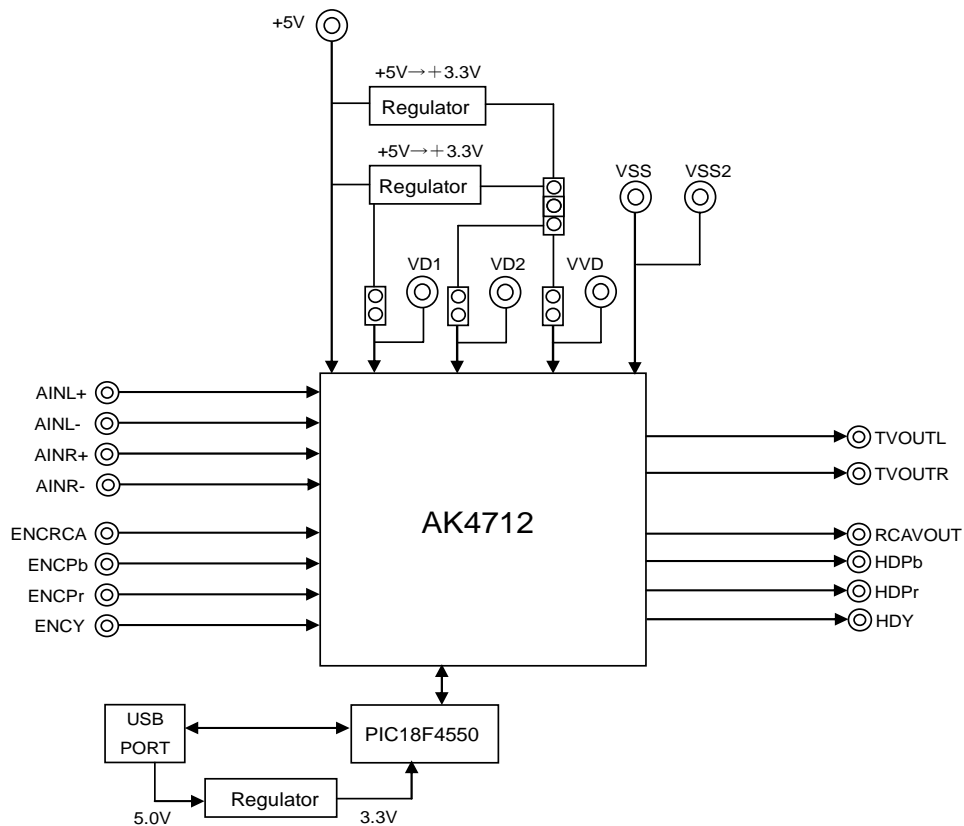 +5V
+5V→＋3.3V
Regulator
+5V→＋3.3V
Regulator
VSS
VSS2
VD1
VD2
VVD
AINL+
AINL-
AINR+
AINR-
ENCRCA
ENCPb
ENCPr
ENCY
AK4712
TVOUTL
TVOUTR
RCAVOUT
HDPb
HDPr
HDY
USB
PORT
PIC18F4550
Regulator
5.0V
3.3V